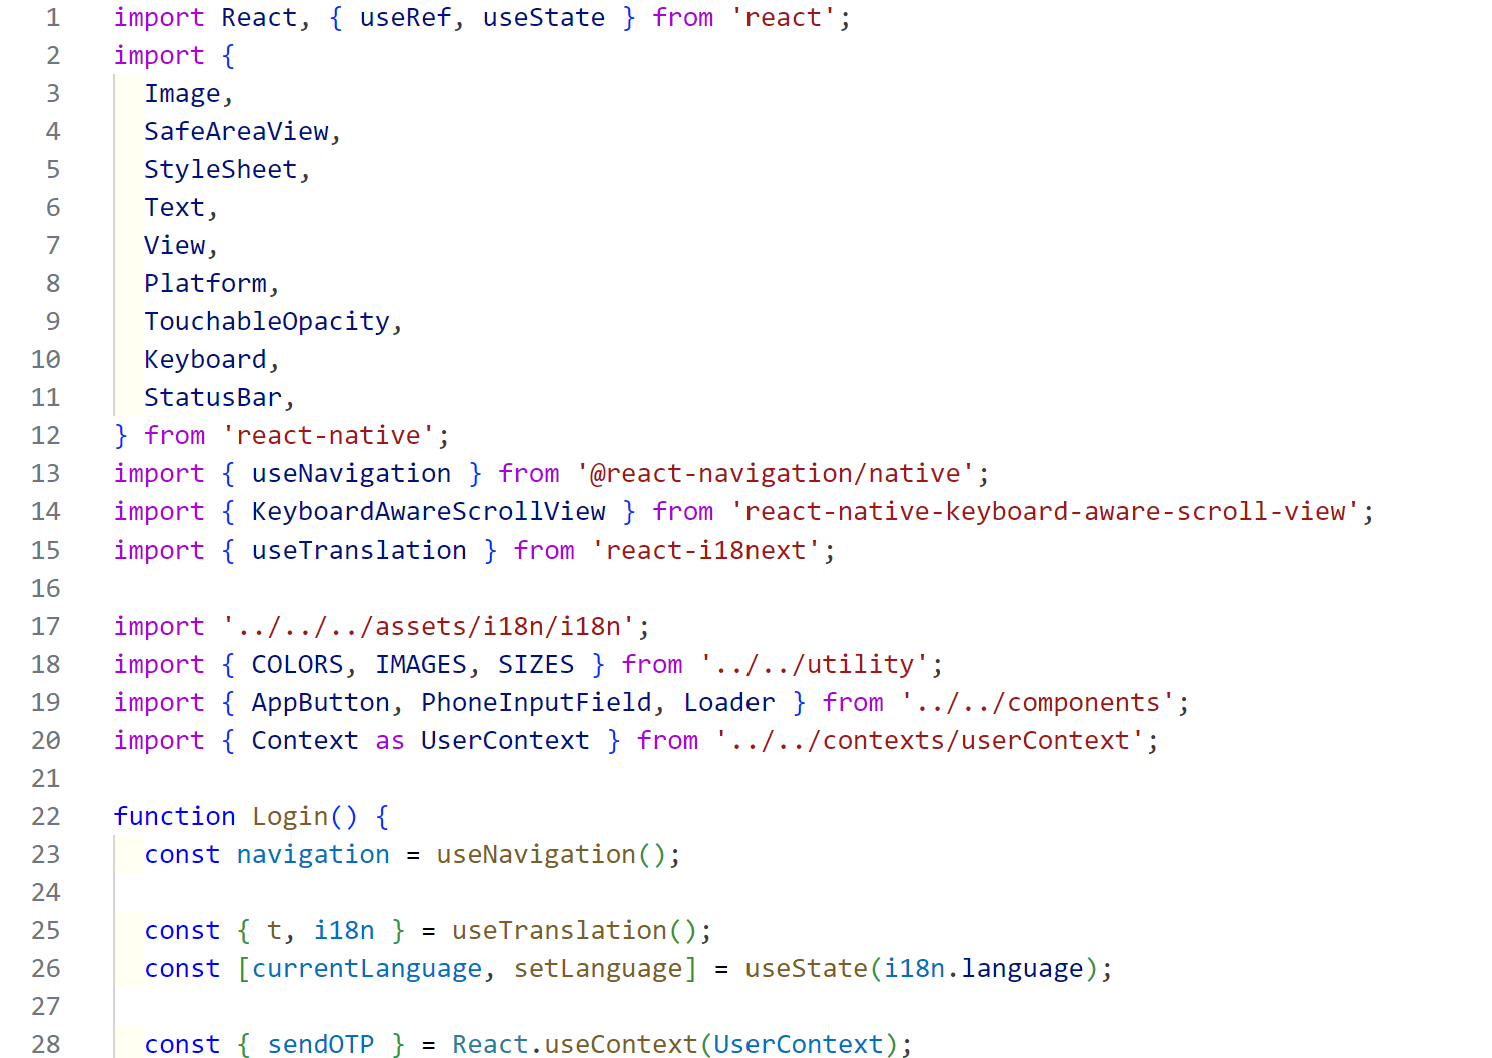 1 import React, { useRef, useState } from 'react';
2 import {
3 Image,
4 SafeAreaView,
5 StyleSheet,
6 Text,
7 View,
8 Platform,
9 TouchableOpacity,
10 Keyboard,
11 StatusBar,
12 } from 'react-native';
13 import { useNavigation } from '@react-navigation/native';
14 import { KeyboardAwareScrollView } from 'react-native-keyboard-aware-scroll-view';
15 import { useTranslation } from 'react-i18next';
16
17 import '../../../assets/i18n/i18n';
18 import { COLORS, IMAGES, SIZES } from '../../utility';
19 import { AppButton, PhoneInputField, Loader } from '../../components';
20 import { Context as UserContext } from '../../contexts/userContext';
21
22 function Login() {
23 const navigation = useNavigation();
24
25 const { t, i18n } = useTranslation();
26 const [currentLanguage, setLanguage] = useState(i18n.language);
27
28 const { sendOTP } = React.useContext(UserContext);